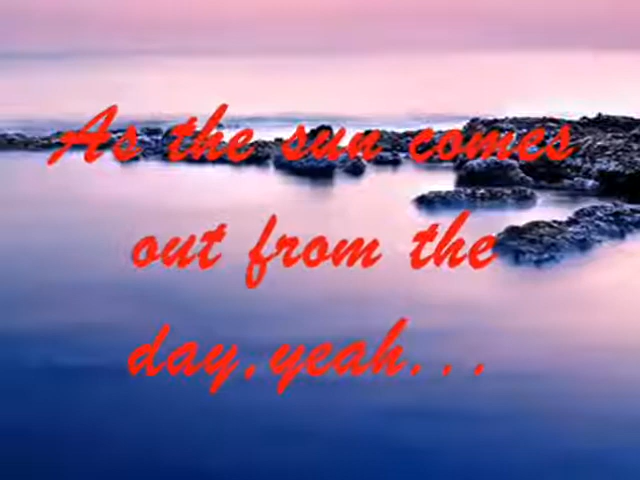 As the sun comes
out from the
day,yeah...